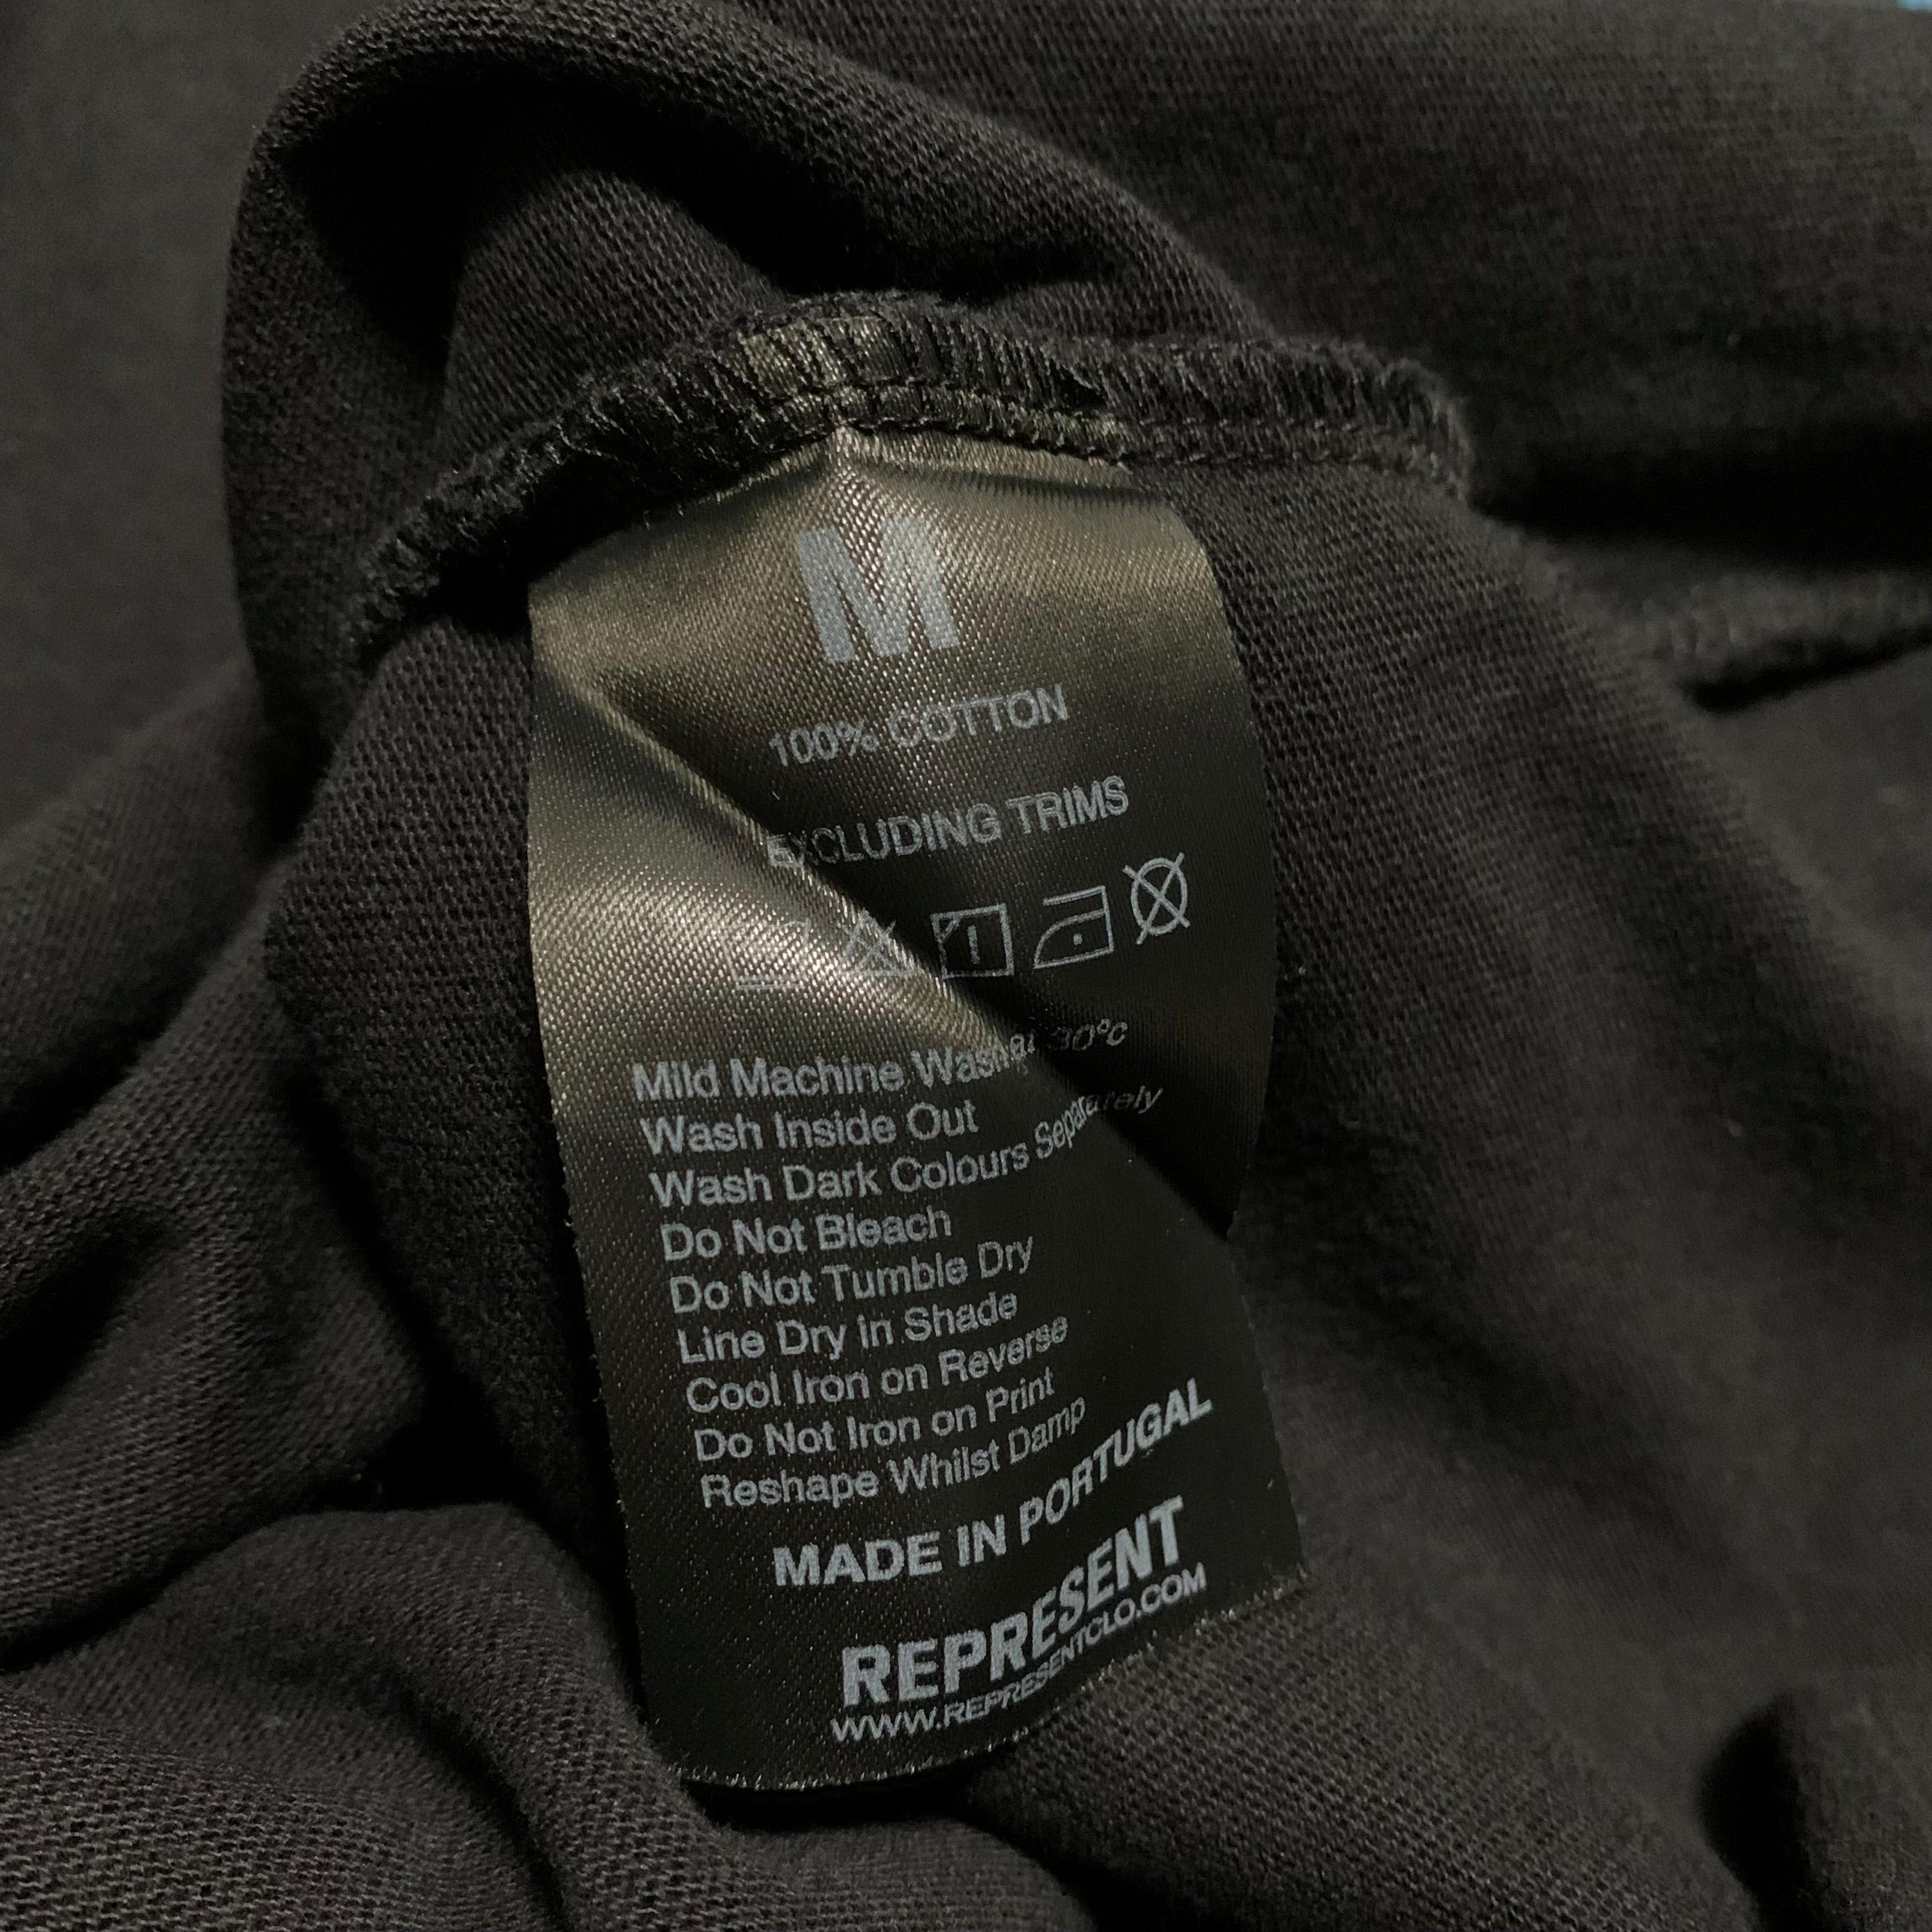 M
100% COTTON
EXCLUDING TRIMS
Mild Machine Wash at 30°c
Wash Inside Out
Wash Dark Colours Separately
Do Not Bleach
Do Not Tumble Dry
Line Dry in Shade
Cool Iron on Reverse
Do Not Iron on Print
Reshape Whilst Damp
MADE IN PORTUGAL
REPRESENT
WWW.REPRESENTCLO.COM